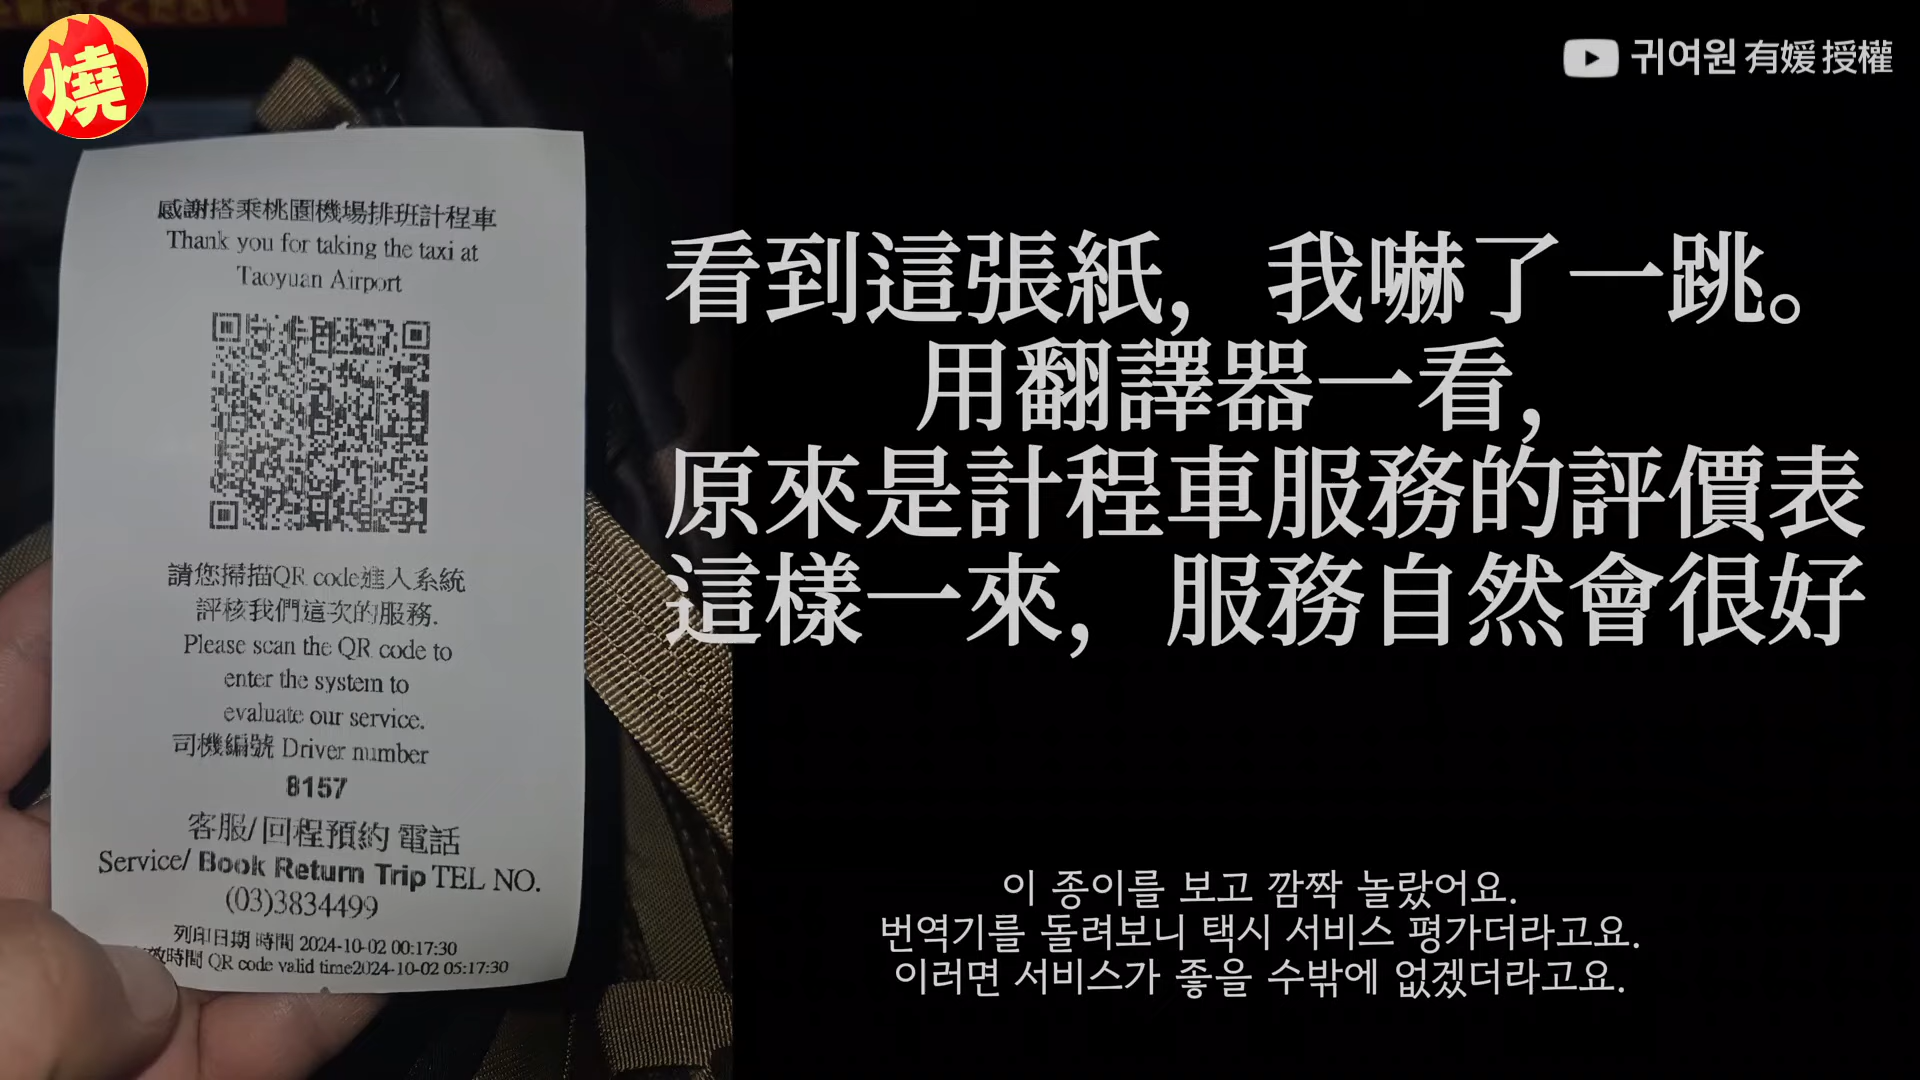 燒
귀여원 有媛 授權
感謝搭乘桃園機場排班計程車
Thank you for taking the taxi at
Taoyuan Airport
請您掃描QR code進入系統
評核我們這次的服務.
Please scan the QR code to
enter the system to
evaluate our service.
司機編號 Driver number
8157
客服/回程預約 電話
Service/ Book Return Trip TEL NO.
(03)3834499
列印日期 時間 2024-10-02 00:17:30
效時間 QR code valid time2024-10-02 05:17:30
看到這張紙，我嚇了一跳。
用翻譯器一看，
原來是計程車服務的評價表
這樣一來，服務自然會很好
이 종이를 보고 깜짝 놀랐어요.
번역기를 돌려보니 택시 서비스 평가더라고요.
이러면 서비스가 좋을 수밖에 없겠더라고요.